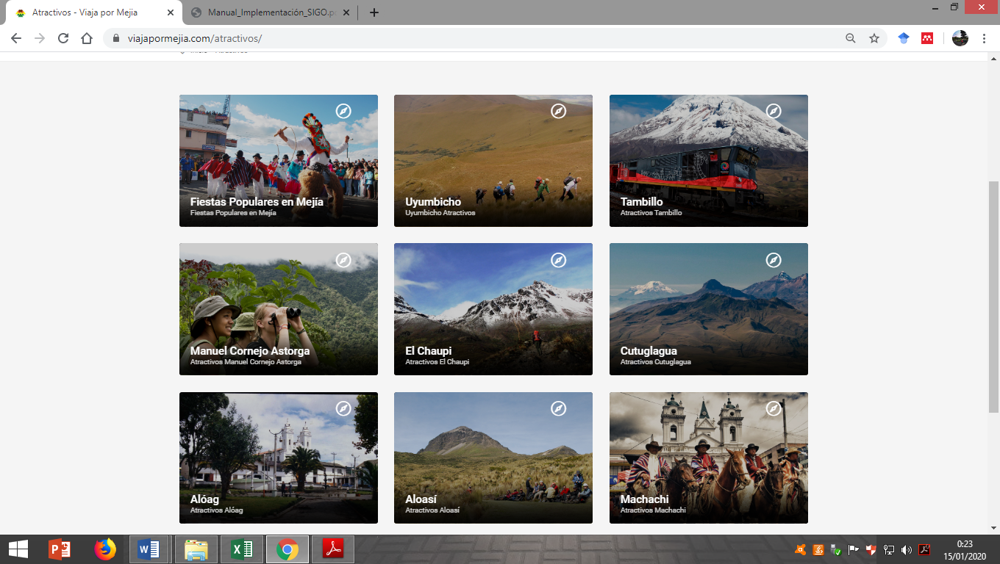 Atractivos - Viaja por Mejia
Manual_Implementación_SIGO.p
viajapormejia.com/atractivos/
Fiestas Populares en Mejía
Fiestas Populares en Mejía
Uyumbicho
Uyumbicho Atractivos
Tambillo
Atractivos Tambillo
Manuel Cornejo Astorga
Atractivos Manuel Cornejo Astorga
El Chaupi
Atractivos El Chaupi
Cutuglagua
Atractivos Cutuglagua
Alóag
Atractivos Alóag
Aloasí
Atractivos Aloasí
Machachi
Atractivos Machachi
0:23
15/01/2020